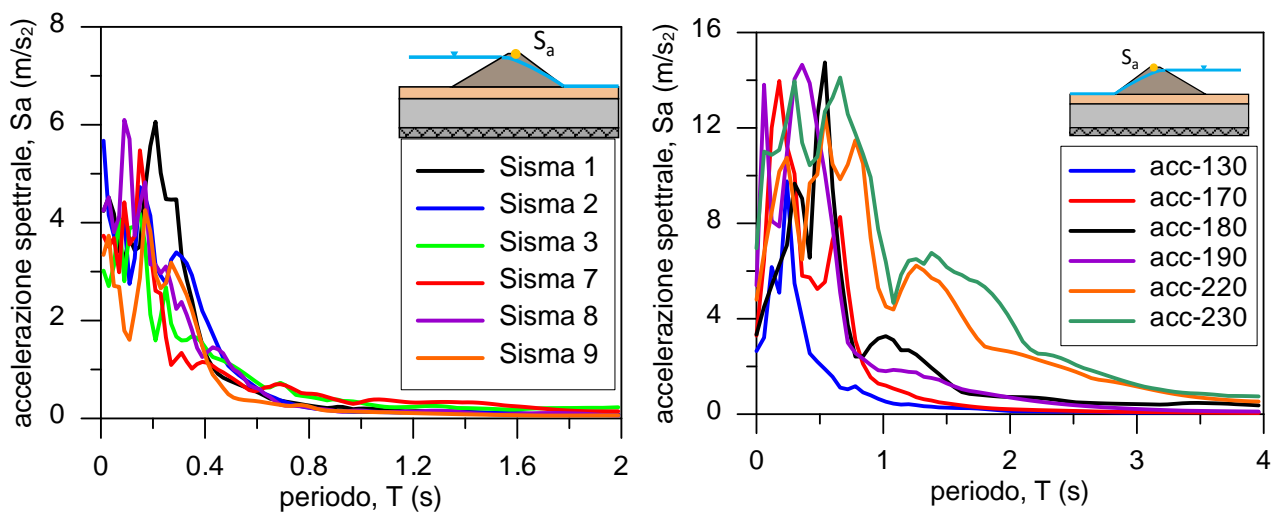 accelerazione spettrale, Sa (m/s2)
8
6
4
2
0
Sa
Sisma 1
Sisma 2
Sisma 3
Sisma 7
Sisma 8
Sisma 9
0
0.4
0.8
1.2
1.6
2
periodo, T (s)
accelerazione spettrale, Sa (m/s2)
16
12
8
4
0
Sa
acc-130
acc-170
acc-180
acc-190
acc-220
acc-230
0
1
2
3
4
periodo, T (s)